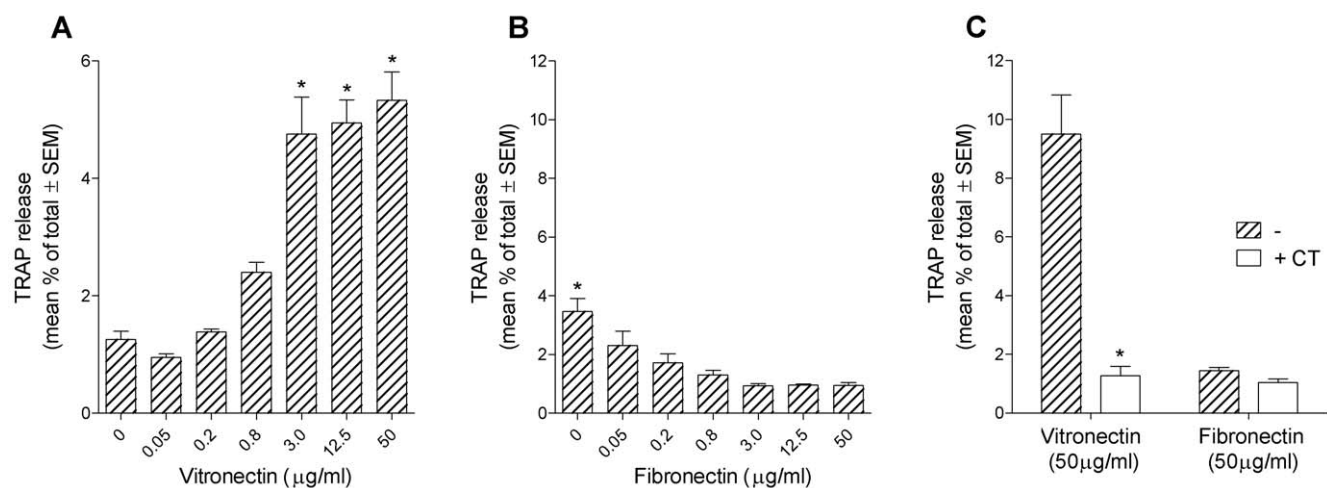 A
TRAP release
(mean % of total ± SEM)
6
4
2
0
*
*
*
0
0.05
0.2
0.8
3.0
12.5
50
Vitronectin (μg/ml)
B
TRAP release
(mean % of total ± SEM)
12
10
8
6
4
2
0
*
0
0.05
0.2
0.8
3.0
12.5
50
Fibronectin (μg/ml)
C
TRAP release
(mean % of total ± SEM)
12
10
8
6
4
2
0
*
-
+ CT
Vitronectin
(50μg/ml)
Fibronectin
(50μg/ml)